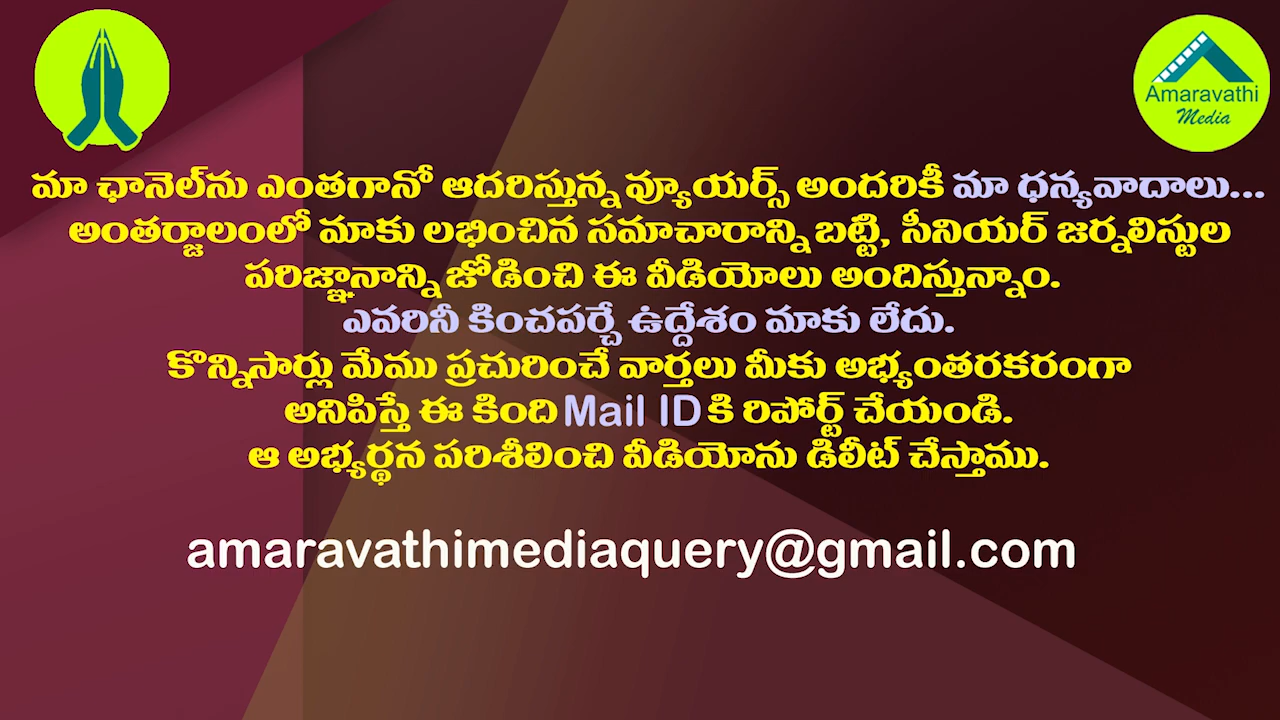 Amaravathi
Media
మా ఛానెల్‌ను ఎంతగానో ఆదరిస్తున్న వ్యూయర్స్ అందరికీ మా ధన్యవాదాలు...
అంతర్జాలంలో మాకు లభించిన సమాచారాన్ని బట్టి, సీనియర్ జర్నలిస్టుల
పరిజ్ఞానాన్ని జోడించి ఈ వీడియోలు అందిస్తున్నాం.
ఎవరినీ కించపర్చే ఉద్దేశం మాకు లేదు.
కొన్నిసార్లు మేము ప్రచురించే వార్తలు మీకు అభ్యంతరకరంగా
అనిపిస్తే ఈ కింది Mail ID కి రిపోర్ట్ చేయండి.
ఆ అభ్యర్థన పరిశీలించి వీడియోను డిలీట్ చేస్తాము.
amaravathimediaquery@gmail.com